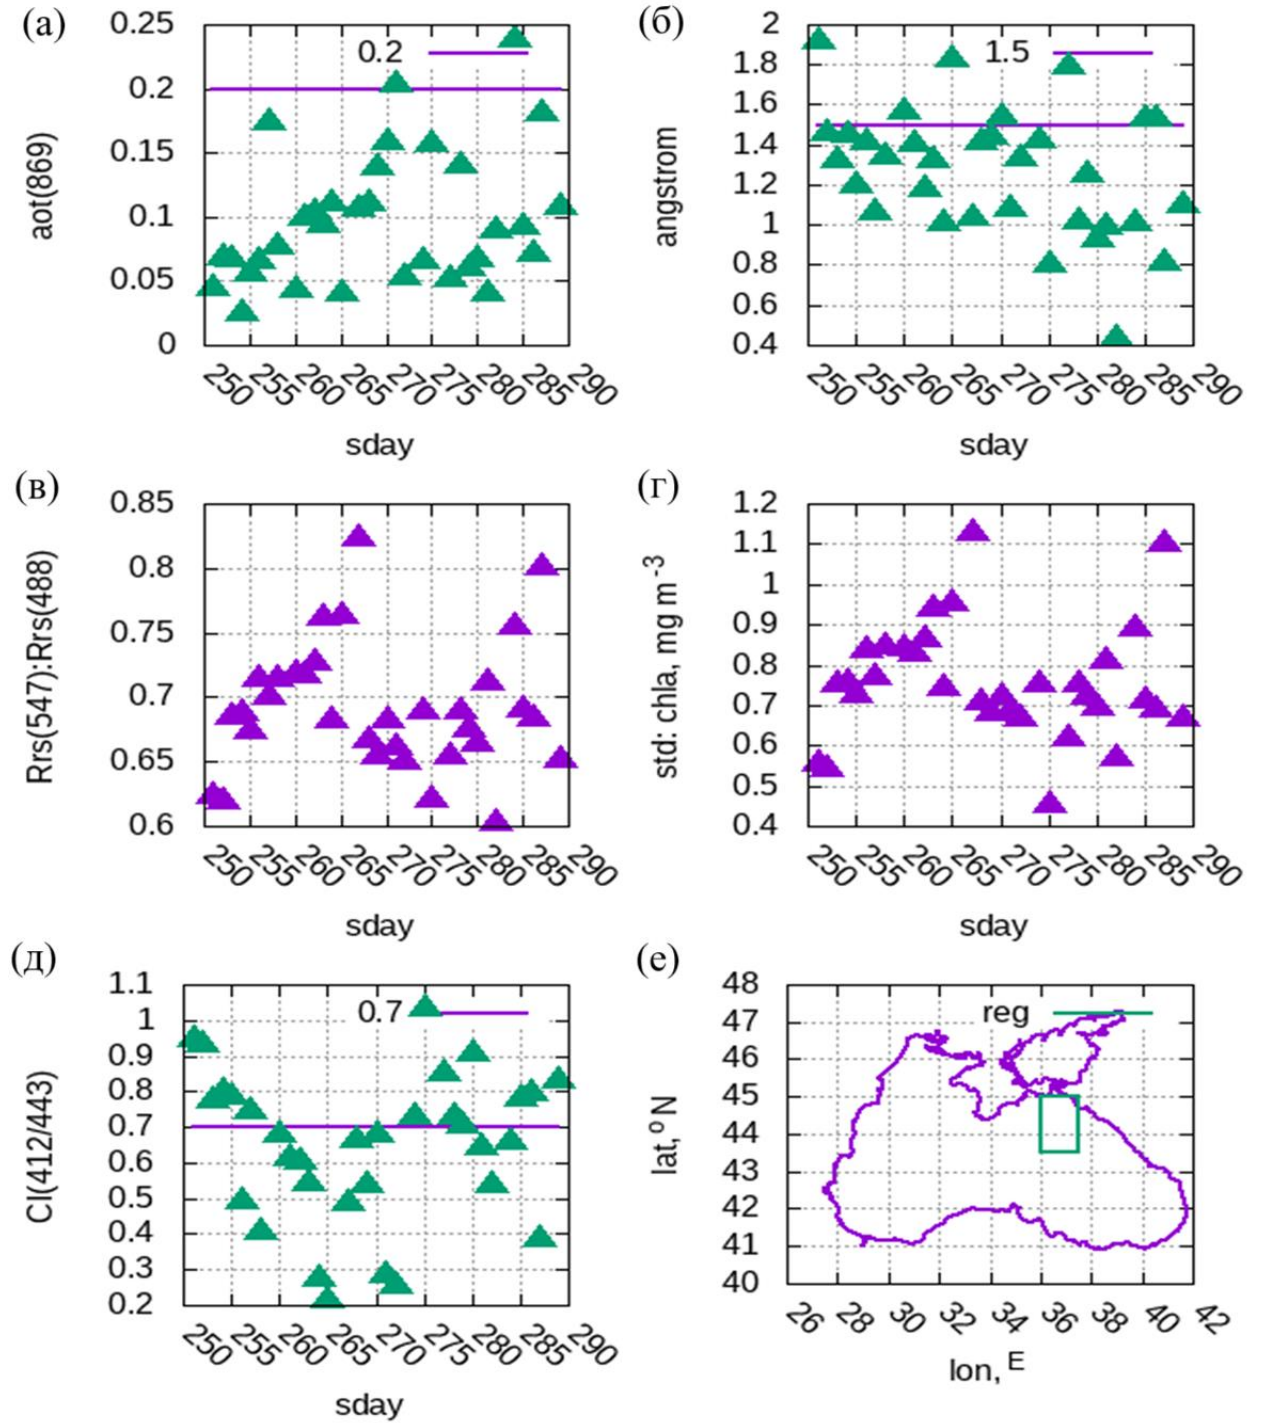 (а)
0.25
0.2
0.15
0.1
0.05
0
0.2
aot(869)
250 255 260 265 270 275 280 285 290
sday
(б)
2
1.8
1.6
1.4
1.2
1
0.8
0.6
0.4
1.5
angstrom
250 255 260 265 270 275 280 285 290
sday
(в)
0.85
0.8
0.75
0.7
0.65
0.6
Rrs(547):Rrs(488)
250 255 260 265 270 275 280 285 290
sday
(г)
1.2
1.1
1
0.9
0.8
0.7
0.6
0.5
0.4
std: chla, mg m⁻³
250 255 260 265 270 275 280 285 290
sday
(д)
1.1
1
0.9
0.8
0.7
0.6
0.5
0.4
0.3
0.2
0.7
CI(412/443)
250 255 260 265 270 275 280 285 290
sday
(е)
48
47
46
45
44
43
42
41
40
reg
lat, ⁰ N
26 28 30 32 34 36 38 40 42
lon, E